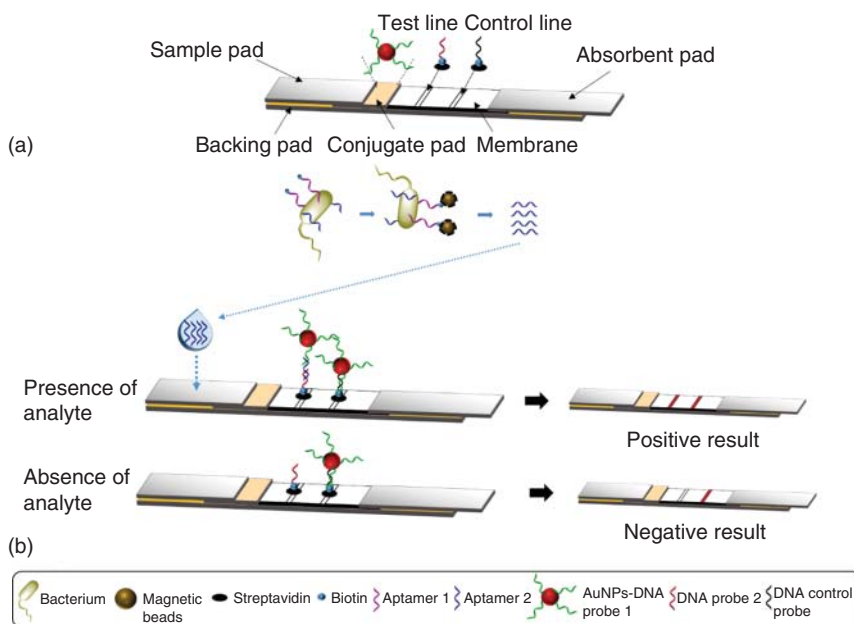 Test line Control line
Sample pad
Absorbent pad
(a)
Backing pad Conjugate pad Membrane
Presence of
analyte
Positive result
Absence of
analyte
Negative result
(b)
Bacterium
Magnetic
beads
Streptavidin
Biotin
Aptamer 1
Aptamer 2
AuNPs-DNA
probe 1
DNA probe 2
DNA control
probe